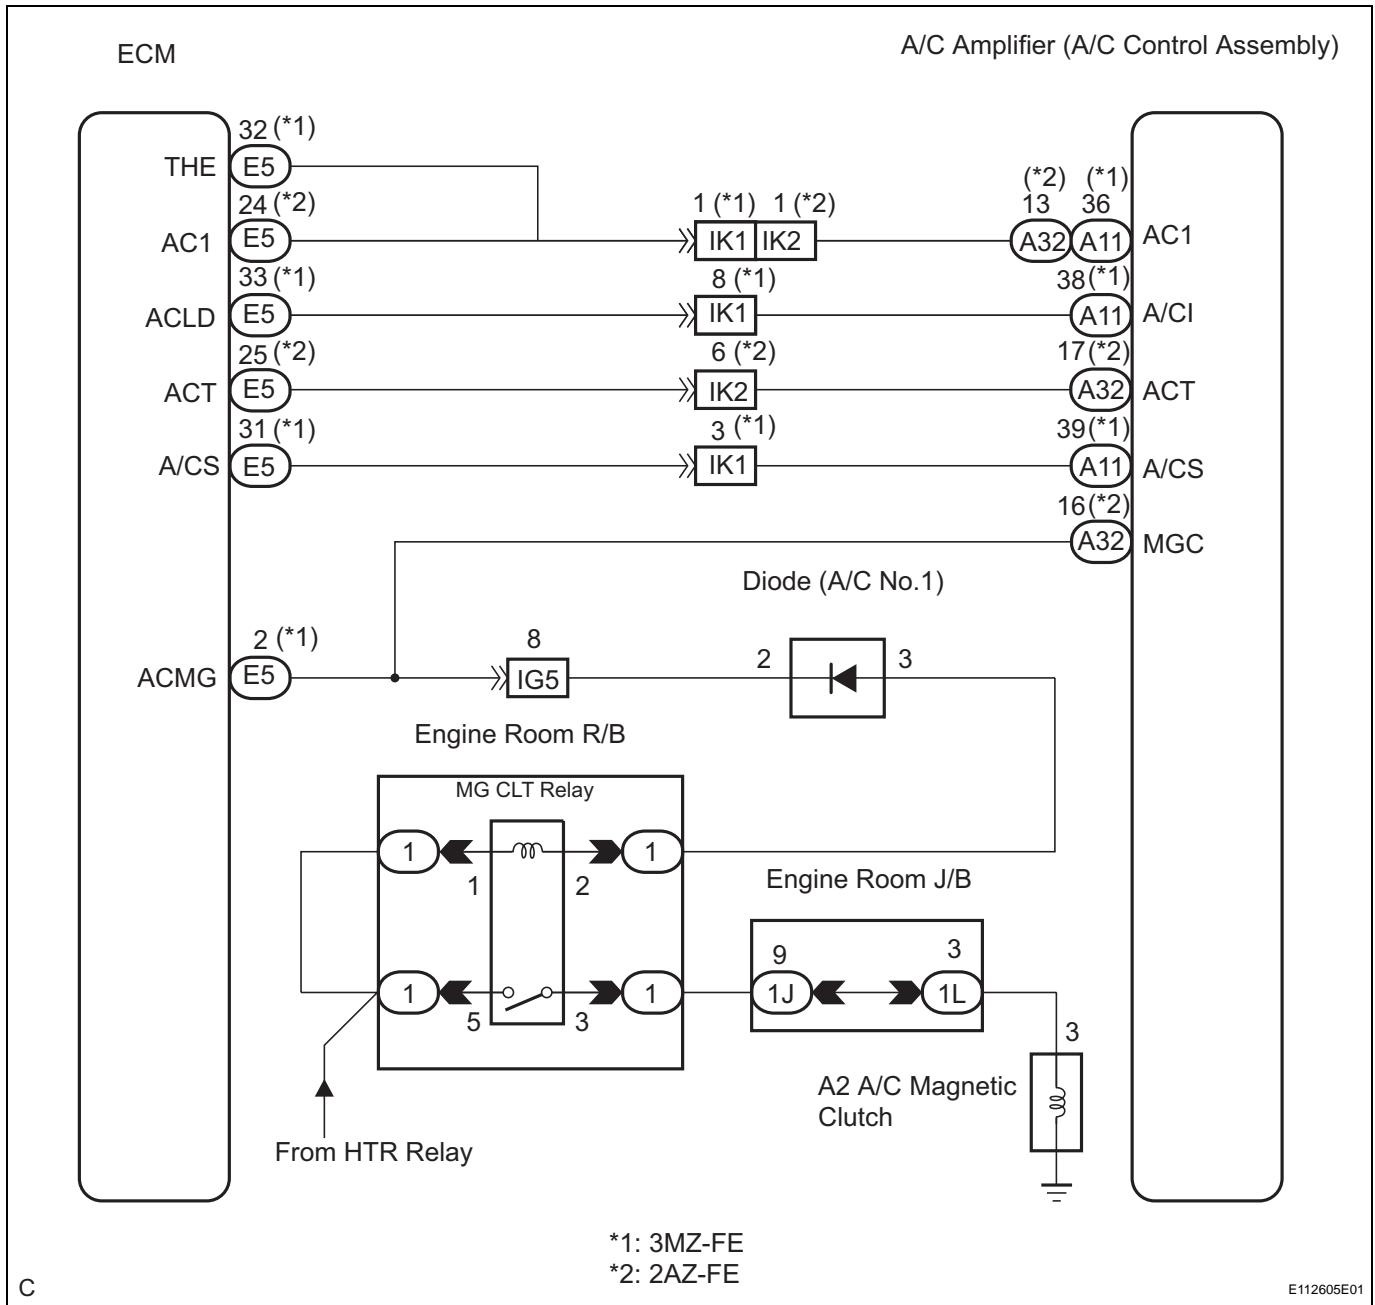 ECM
A/C Amplifier (A/C Control Assembly)
32 (*1)
THE E5
(*2) (*1)
24 (*2)
1 (*1) 1 (*2)
13 36
AC1 E5 IK1 IK2 A32 A11 AC1
33 (*1)
8 (*1)
38 (*1)
ACLD E5 IK1 A11 A/CI
25 (*2)
6 (*2)
17 (*2)
ACT E5 IK2 A32 ACT
31 (*1)
3 (*1)
39 (*1)
A/CS E5 IK1 A11 A/CS
16 (*2)
A32 MGC
Diode (A/C No.1)
2 (*1)
8
2 3
ACMG E5 IG5
Engine Room R/B
MG CLT Relay
1 1
1 2
Engine Room J/B
9 3
1 1 1J 1L
5 3
3
A2 A/C Magnetic
Clutch
From HTR Relay
*1: 3MZ-FE
*2: 2AZ-FE
C
E112605E01